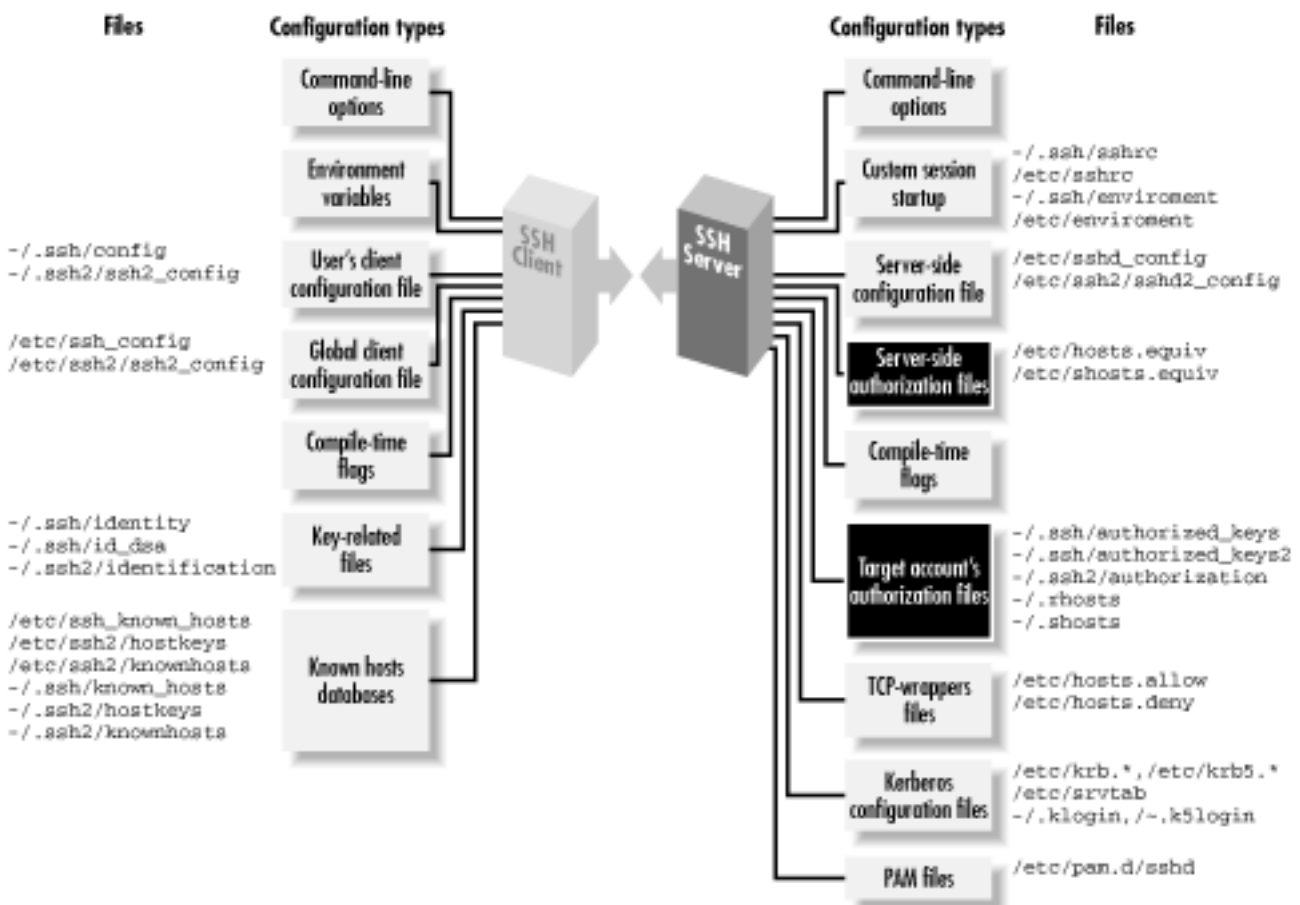 Files
Configuration types
Command-line
options
Environment
variables
-/.ssh/config
-/.ssh2/ssh2_config
User's client
configuration file
/etc/ssh_config
/etc/ssh2/ssh2_config
Global client
configuration file
Compile-time
flags
-/.ssh/identity
-/.ssh/id_dsa
-/.ssh2/identification
Key-related
files
/etc/ssh_known_hosts
/etc/ssh2/hostkeys
/etc/ssh2/knownhosts
-/.ssh/known_hosts
-/.ssh2/hostkeys
-/.ssh2/knownhosts
Known hosts
databases
SSH
Client
SSH
Server
Configuration types
Files
Command-line
options
Custom session
startup
-/.ssh/sshrc
/etc/sshrc
-/.ssh/enviroment
/etc/enviroment
Server-side
configuration file
/etc/sshd_config
/etc/ssh2/sshd2_config
Server-side
authorization files
/etc/hosts.equiv
/etc/shosts.equiv
Compile-time
flags
Target account's
authorization files
-/.ssh/authorized_keys
-/.ssh/authorized_keys2
-/.ssh2/authorization
-/.rhosts
-/.shosts
TCP-wrappers
files
/etc/hosts.allow
/etc/hosts.deny
Kerberos
configuration files
/etc/krb.*,/etc/krb5.*
/etc/srvtab
-/.klogin,/~.k5login
PAM files
/etc/pam.d/sshd